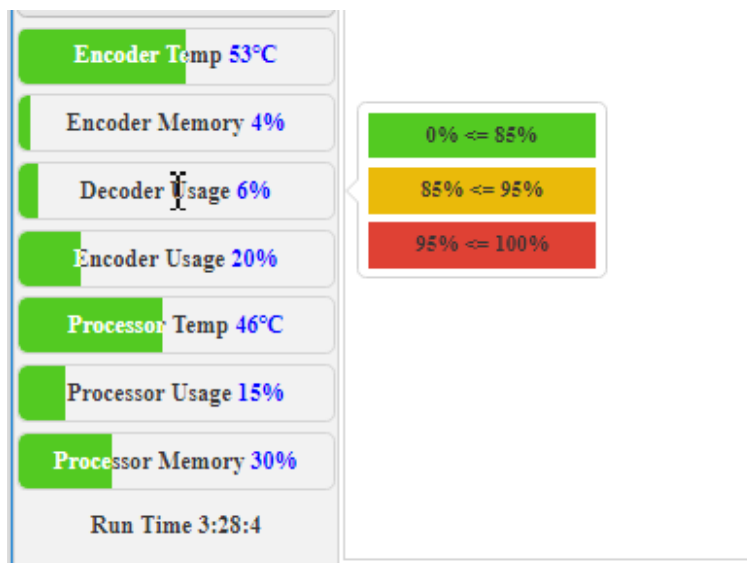 Encoder Temp 53°C
Encoder Memory 4%
Decoder Usage 6%
Encoder Usage 20%
Processor Temp 46°C
Processor Usage 15%
Processor Memory 30%
Run Time 3:28:4
0% <= 85%
85% <= 95%
95% <= 100%